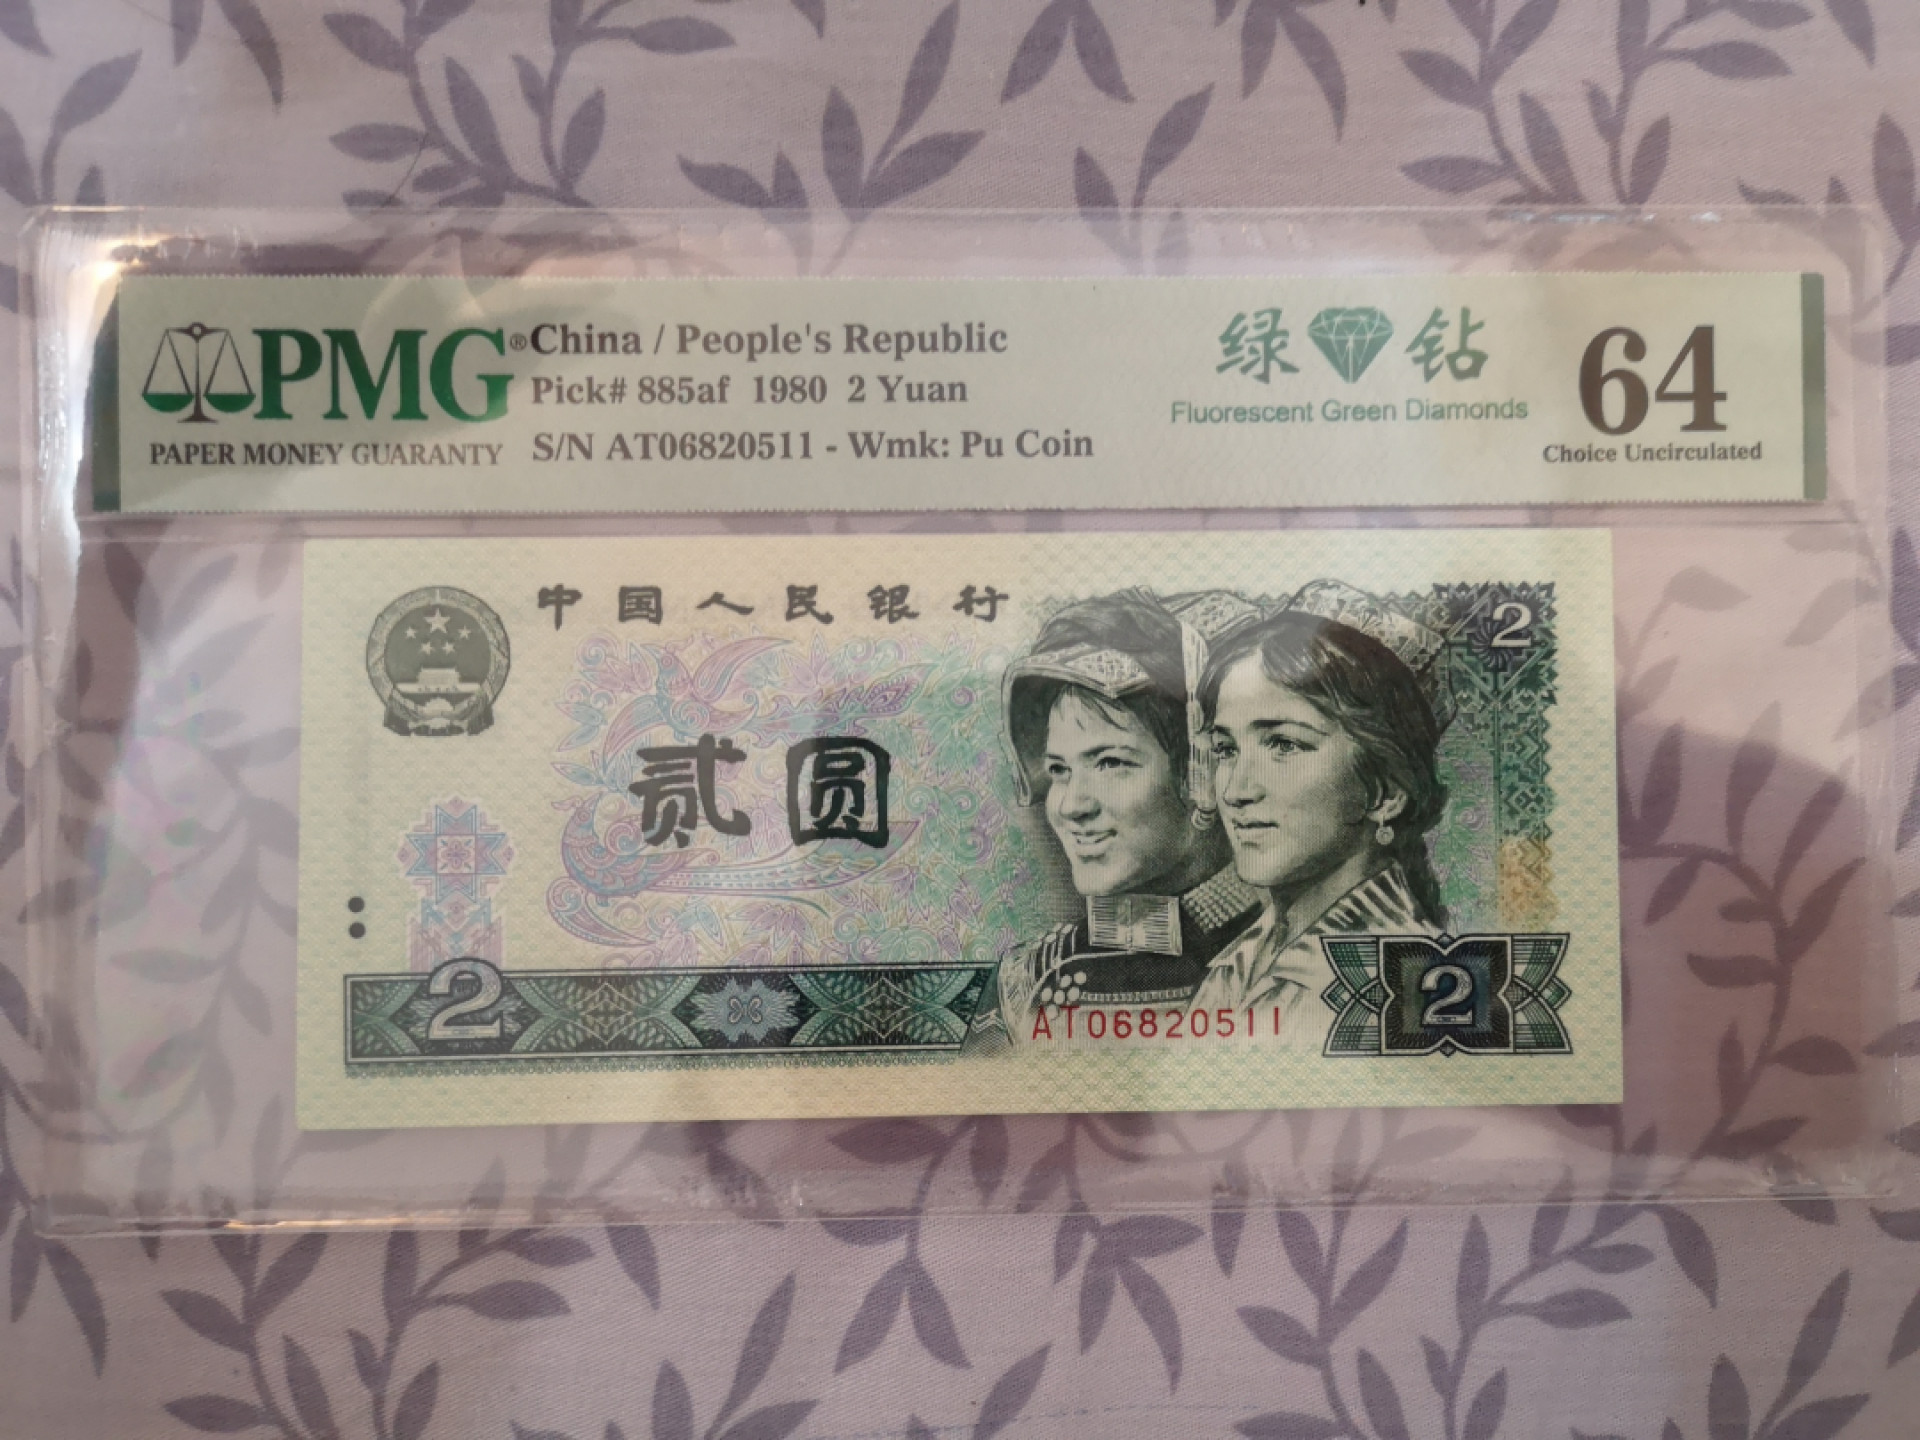 PMG®
PAPER MONEY GUARANTY
China / People's Republic
Pick# 885af 1980 2 Yuan
S/N AT06820511 - Wmk: Pu Coin
绿 钻
Fluorescent Green Diamonds
64
Choice Uncirculated
中国人民银行
2
贰圆
2
AT06820511
2